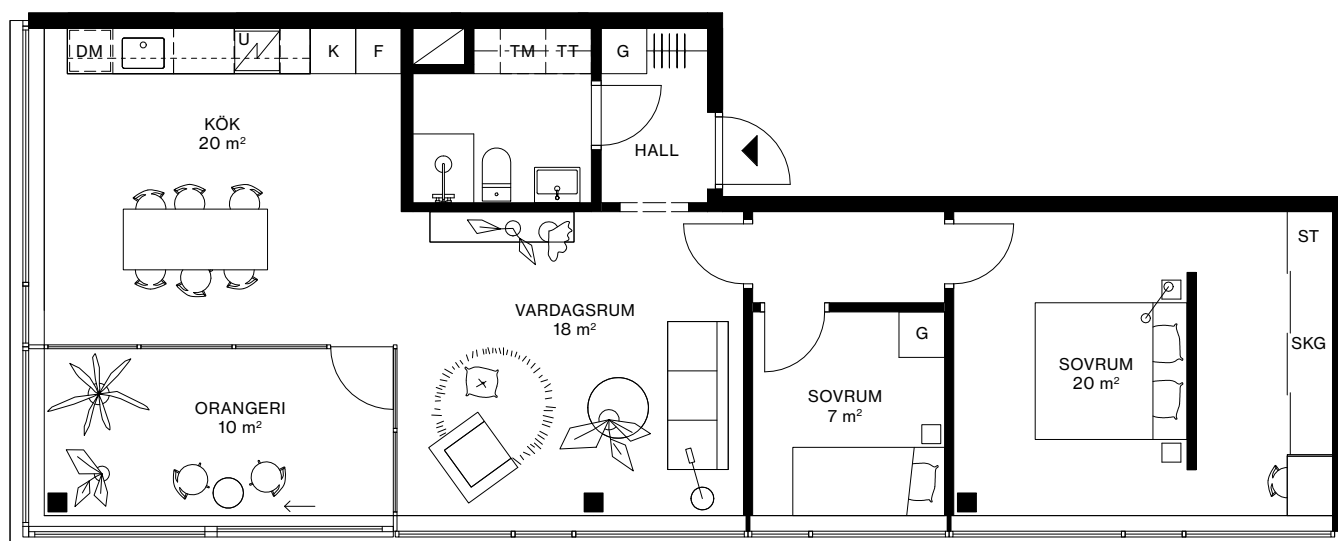 DM
U
K
F
TM
TT
G
KÖK
20 m²
HALL
ST
VARDAGSRUM
18 m²
G
SKG
SOVRUM
20 m²
SOVRUM
7 m²
ORANGERI
10 m²